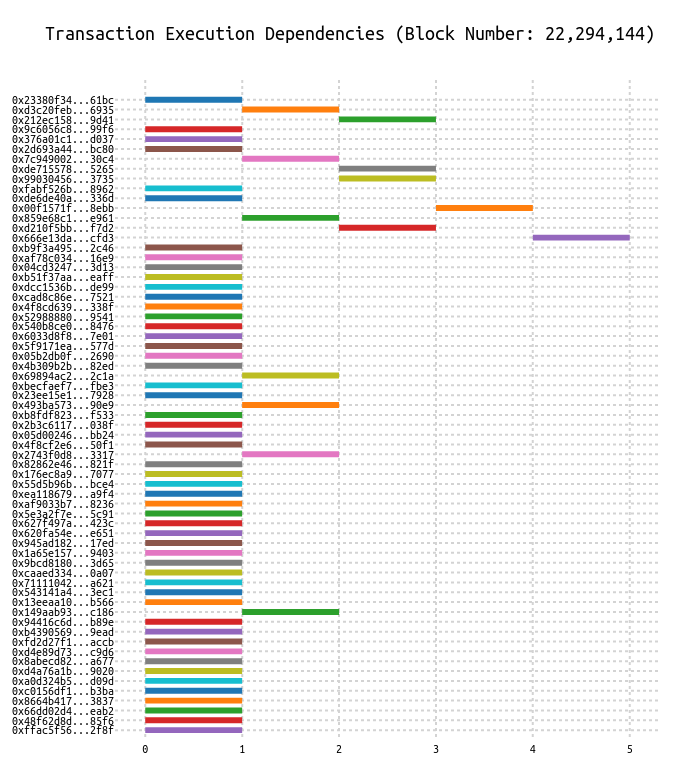 Transaction Execution Dependencies (Block Number: 22,294,144)
0x23380f34...61bc
0xd3c20feb...6935
0x212ec158...9d41
0x9c6056c8...99f6
0x376a01c1...d037
0x2d693a44...bc80
0x7c949002...30c4
0xde715578...5265
0x99030456...3735
0xfabf526b...8962
0xde6de40a...336d
0x00f1571f...8ebb
0x859e68c1...e961
0xd210f5bb...f7d2
0x666e13da...cfd3
0xb9f3a495...2c46
0xaf78c034...16e9
0x04cd3247...3d13
0xb51f37aa...eaff
0xdcc1536b...de99
0xcad8c86e...7521
0x4f8cd639...338f
0x52988880...9541
0x540b8ce0...8476
0x6033d8f8...7e01
0x5f9171ea...577d
0x05b2db0f...2690
0x4b309b2b...82ed
0x69894ac2...2c1a
0xbecfaef7...fbe3
0x23ee15e1...7928
0x493ba573...90e9
0xb8fdf823...f533
0x2b3c6117...038f
0x05d00246...bb24
0x4f8cf2e6...50f1
0x2743f0d8...3317
0x82862e46...821f
0x176ec8a9...7077
0x55d5b96b...bce4
0xea118679...a9f4
0xaf9033b7...8236
0x5e3a2f7e...5c91
0x627f497a...423c
0x620fa54e...e651
0x945ad182...17ed
0x1a65e157...9403
0x9bcd8180...3d65
0xcaaed334...0a07
0x71111042...a621
0x543141a4...3ec1
0x13eeaa10...b566
0x149aab93...c186
0x94416c6d...b89e
0xb4390569...9ead
0xfd2d27f1...accb
0xd4e89d73...c9d6
0x8abecd82...a677
0xd4a76a1b...9020
0xa0d324b5...d09d
0xc0156df1...b3ba
0x8664b417...3837
0x66dd02d4...eab2
0x48f62d8d...85f6
0xffac5f56...2f8f
0 1 2 3 4 5